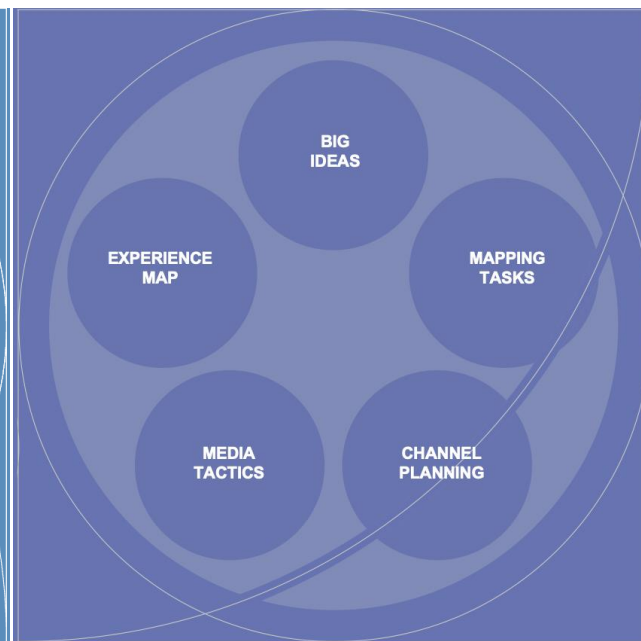 BIG
IDEAS
EXPERIENCE
MAP
MAPPING
TASKS
MEDIA
TACTICS
CHANNEL
PLANNING